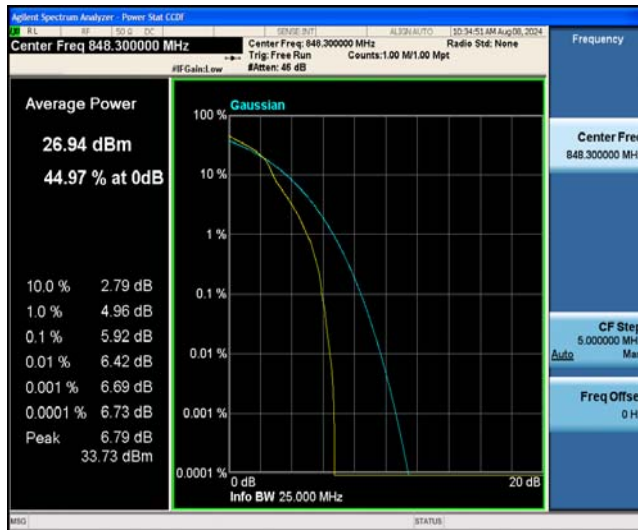 Agilent Spectrum Analyzer - Power Stat CCDF
RL RF 50 Ω DC SENSE:INT ALIGN AUTO 10:34:51 AM Aug 08, 2024
Center Freq 848.300000 MHz
Center Freq: 848.300000 MHz Radio Std: None
Trig: Free Run Counts:1.00 M/1.00 Mpt
#IFGain:Low #Atten: 46 dB
Frequency
Average Power
26.94 dBm
44.97 % at 0dB
10.0 % 2.79 dB
1.0 % 4.96 dB
0.1 % 5.92 dB
0.01 % 6.42 dB
0.001 % 6.69 dB
0.0001 % 6.73 dB
Peak 6.79 dB
33.73 dBm
Gaussian
100 %
10 %
1 %
0.1 %
0.01 %
0.001 %
0.0001 %
0 dB 20 dB
Info BW 25.000 MHz
Center Fre
848.300000 MH
CF Step
5.000000 MH
Auto Ma
Freq Offse
0 H
MSG STATUS